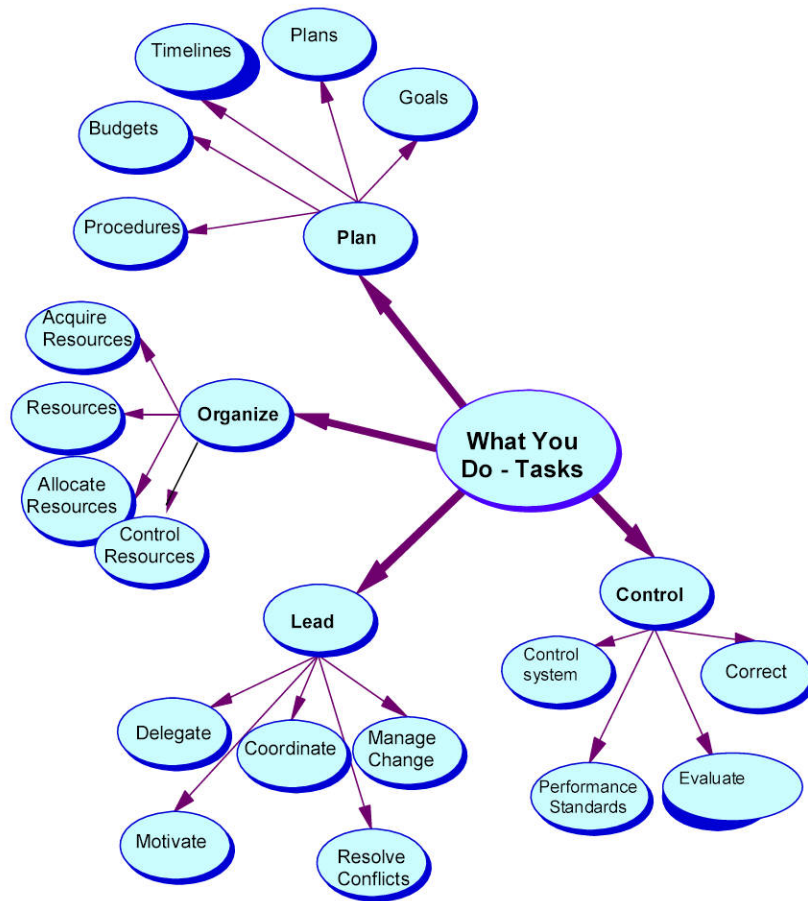 Plans
Timelines
Goals
Budgets
Procedures
Plan
Acquire
Resources
Resources
Organize
What You
Do - Tasks
Allocate
Resources
Control
Resources
Control
Lead
Control
system
Correct
Delegate
Coordinate
Manage
Change
Performance
Standards
Evaluate
Motivate
Resolve
Conflicts